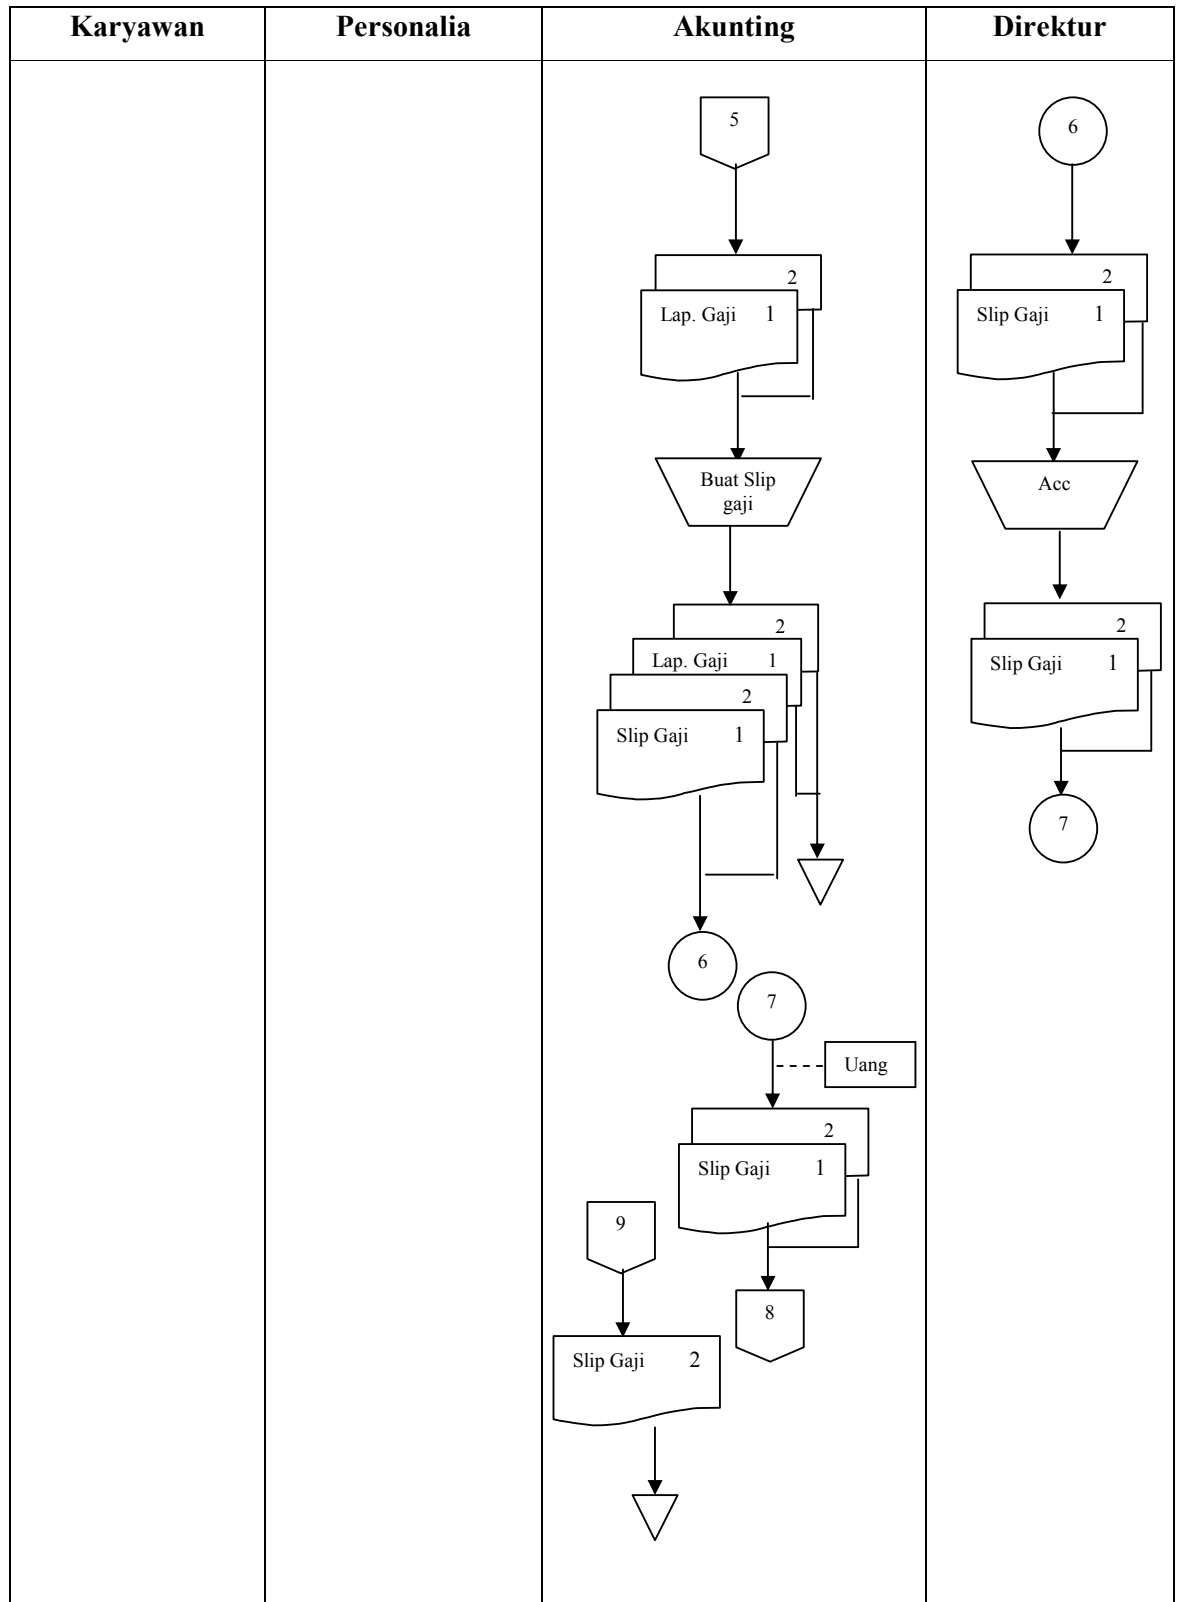 Karyawan
Personalia
Akunting
Direktur
5
2
Lap. Gaji 1
Buat Slip
gaji
2
Lap. Gaji 1
2
Slip Gaji 1
6
7
Uang
2
Slip Gaji 1
9
8
Slip Gaji 2
6
2
Slip Gaji 1
Acc
2
Slip Gaji 1
7